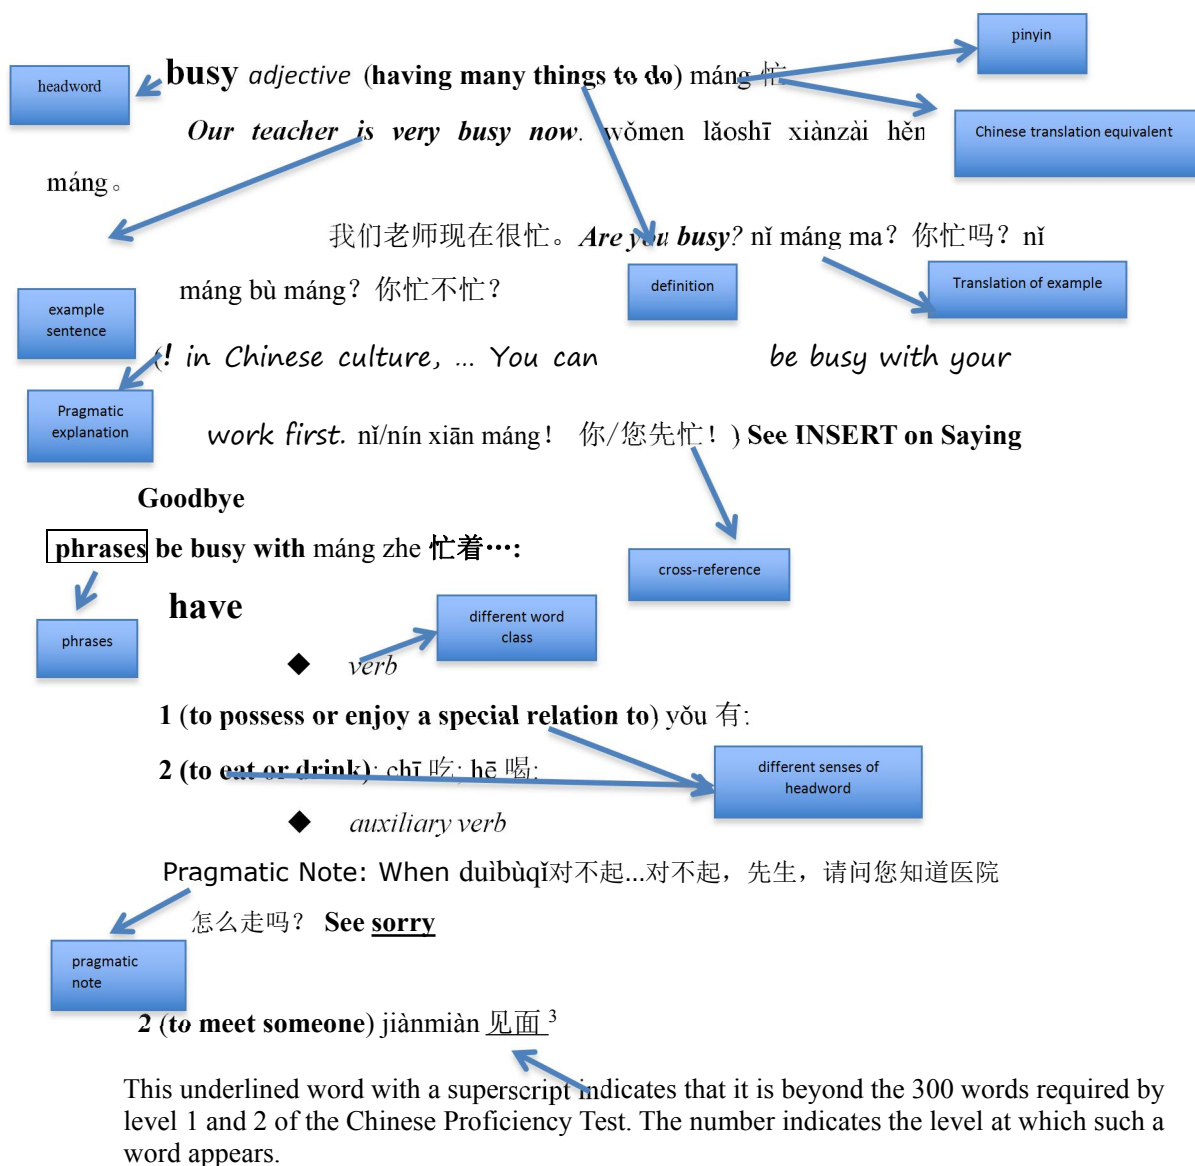 pinyin
headword
busy adjective (having many things to do) máng 忙
Our teacher is very busy now. wǒmen lǎoshī xiànzài hěn
Chinese translation equivalent
máng。
我们老师现在很忙。Are you busy? nǐ máng ma？你忙吗？nǐ
definition
Translation of example
máng bù máng？你忙不忙？
example
sentence
(! in Chinese culture, ... You can be busy with your
Pragmatic
explanation
work first. nǐ/nín xiān máng！ 你/您先忙！) See INSERT on Saying
Goodbye
phrases be busy with máng zhe 忙着…:
cross-reference
have
different word
class
phrases
◆ verb
1 (to possess or enjoy a special relation to) yǒu 有:
2 (to eat or drink): chī 吃; hē 喝:
different senses of
headword
◆ auxiliary verb
Pragmatic Note: When duìbùqǐ对不起...对不起，先生，请问您知道医院
怎么走吗？ See sorry
pragmatic
note
2 (to meet someone) jiànmiàn 见面 ³
This underlined word with a superscript indicates that it is beyond the 300 words required by
level 1 and 2 of the Chinese Proficiency Test. The number indicates the level at which such a
word appears.